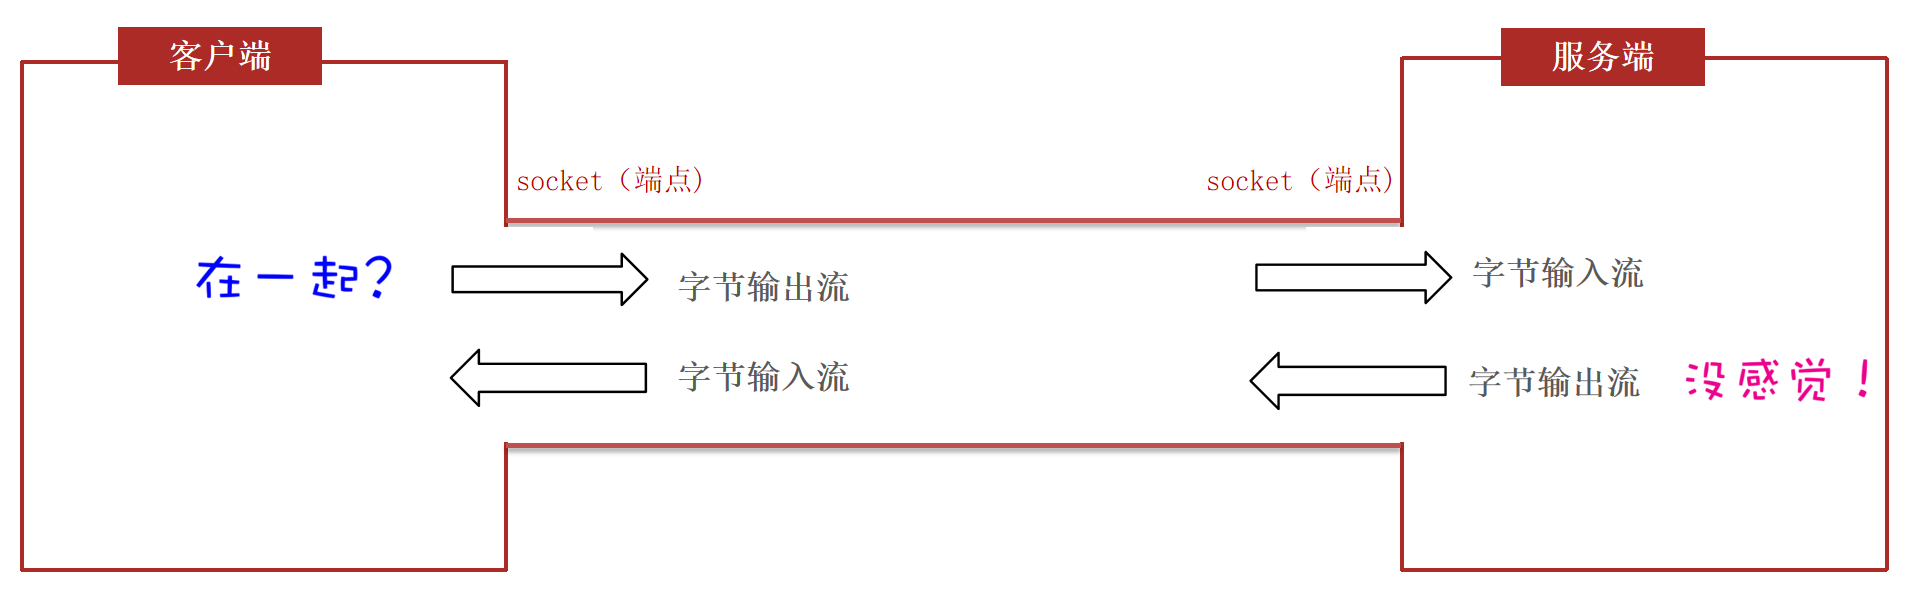 客户端
服务端
socket（端点)
socket（端点)
在一起?
字节输出流
字节输入流
字节输入流
字节输出流
没感觉！